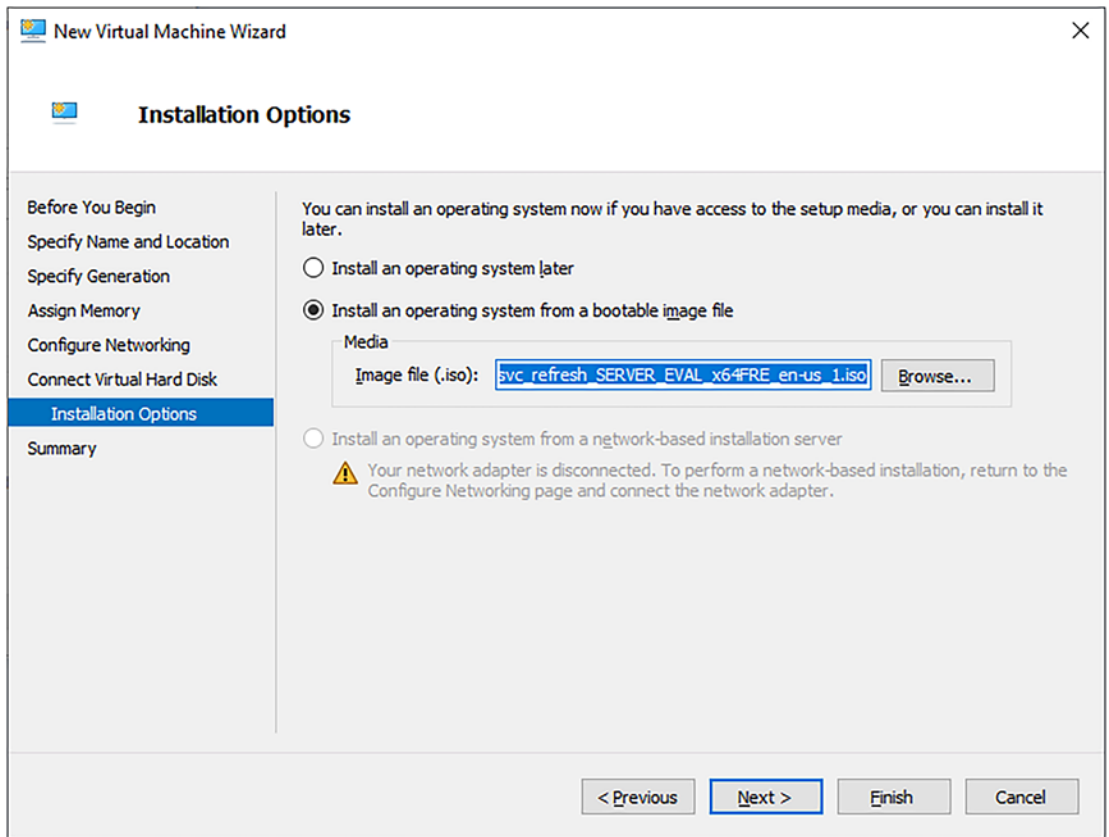 New Virtual Machine Wizard
Installation Options
Before You Begin
Specify Name and Location
Specify Generation
Assign Memory
Configure Networking
Connect Virtual Hard Disk
Installation Options
Summary
You can install an operating system now if you have access to the setup media, or you can install it
later.
Install an operating system later
Install an operating system from a bootable image file
Media
Image file (.iso): svc_refresh_SERVER_EVAL_x64FRE_en-us_1.iso Browse...
Install an operating system from a network-based installation server
Your network adapter is disconnected. To perform a network-based installation, return to the
Configure Networking page and connect the network adapter.
< Previous Next > Finish Cancel